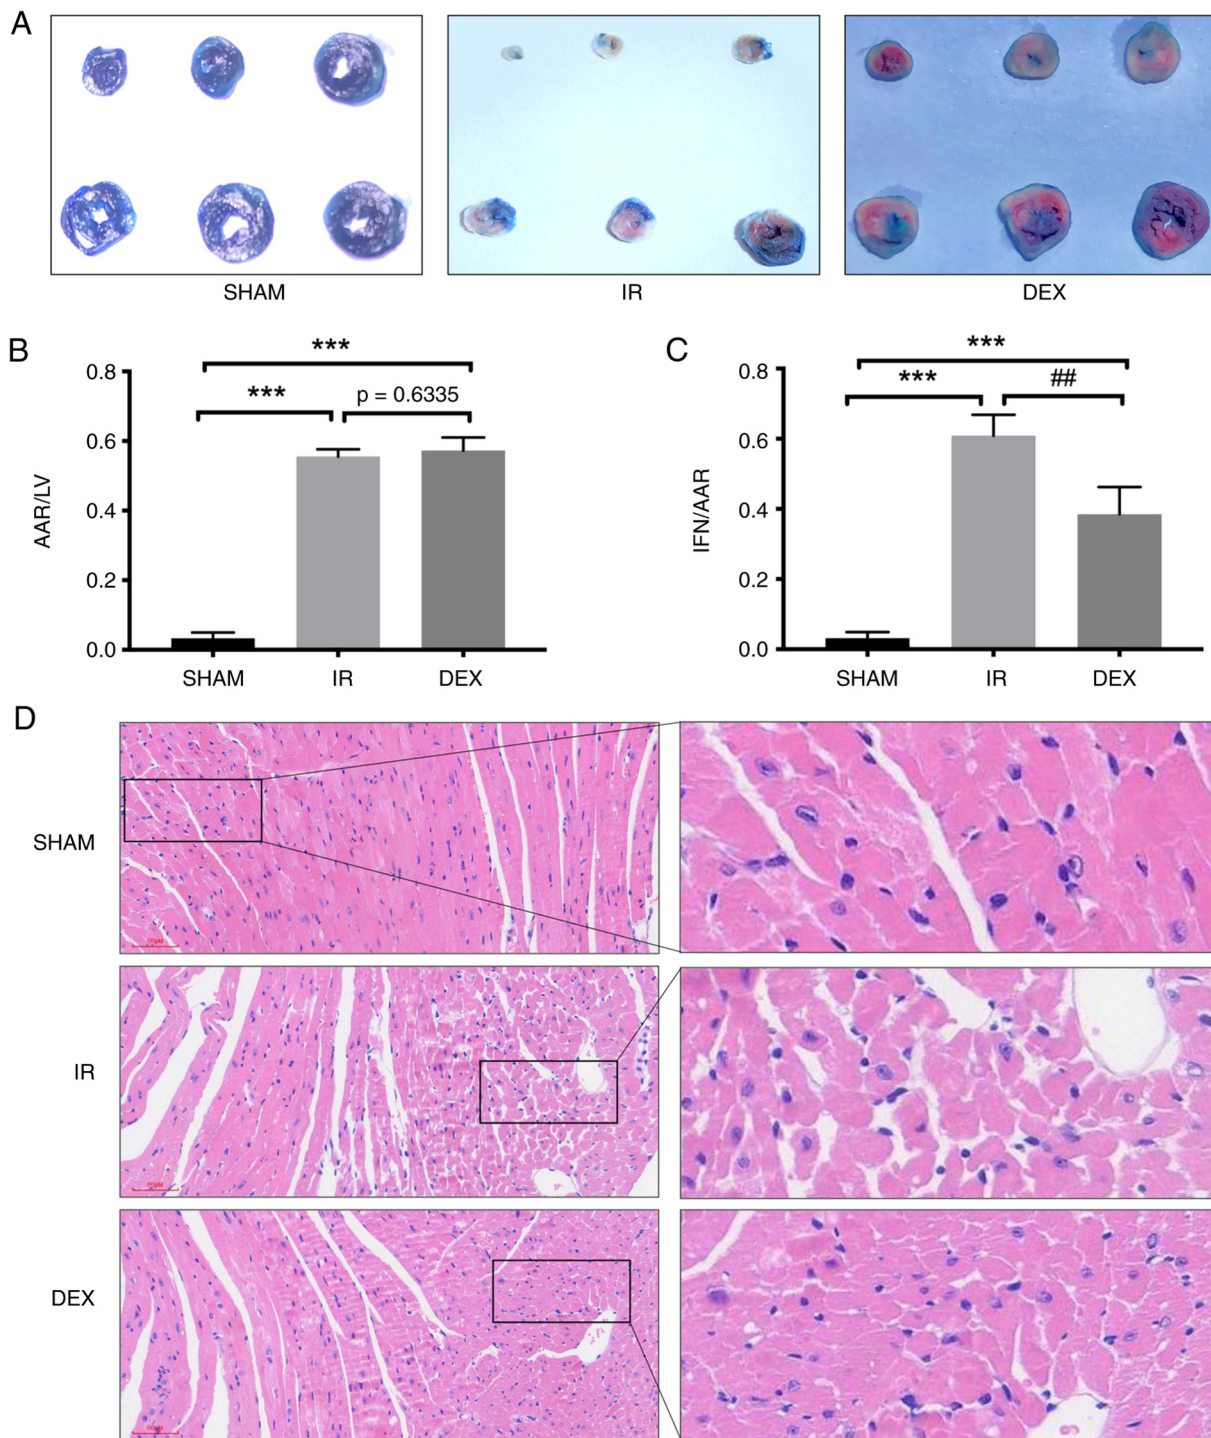 A
SHAM
IR
DEX
B
***
***
p = 0.6335
0.8
0.6
0.4
0.2
0.0
AAR/LV
SHAM
IR
DEX
C
***
***
##
0.8
0.6
0.4
0.2
0.0
IFN/AAR
SHAM
IR
DEX
D
SHAM
IR
DEX